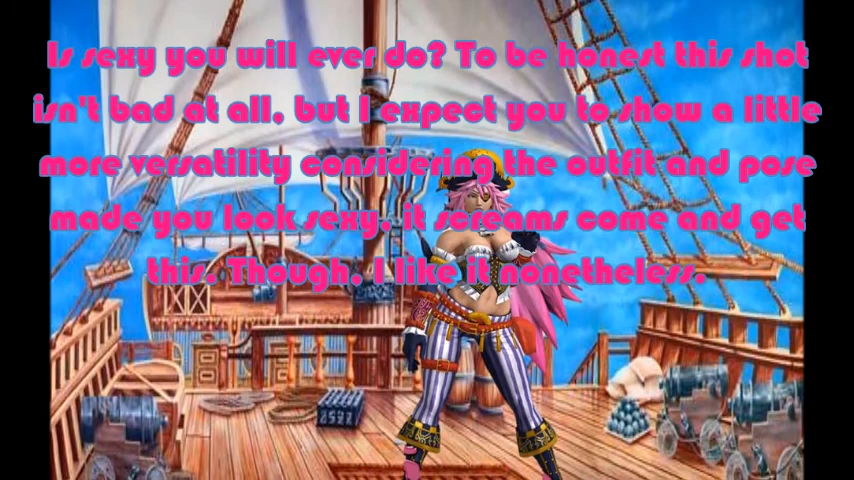 Is sexy you will ever do? To be honest this shot
isn't bad at all, but I expect you to show a little
more versatility considering the outfit and pose
made you look sexy, it screams come and get
this. Though, I like it nonetheless.